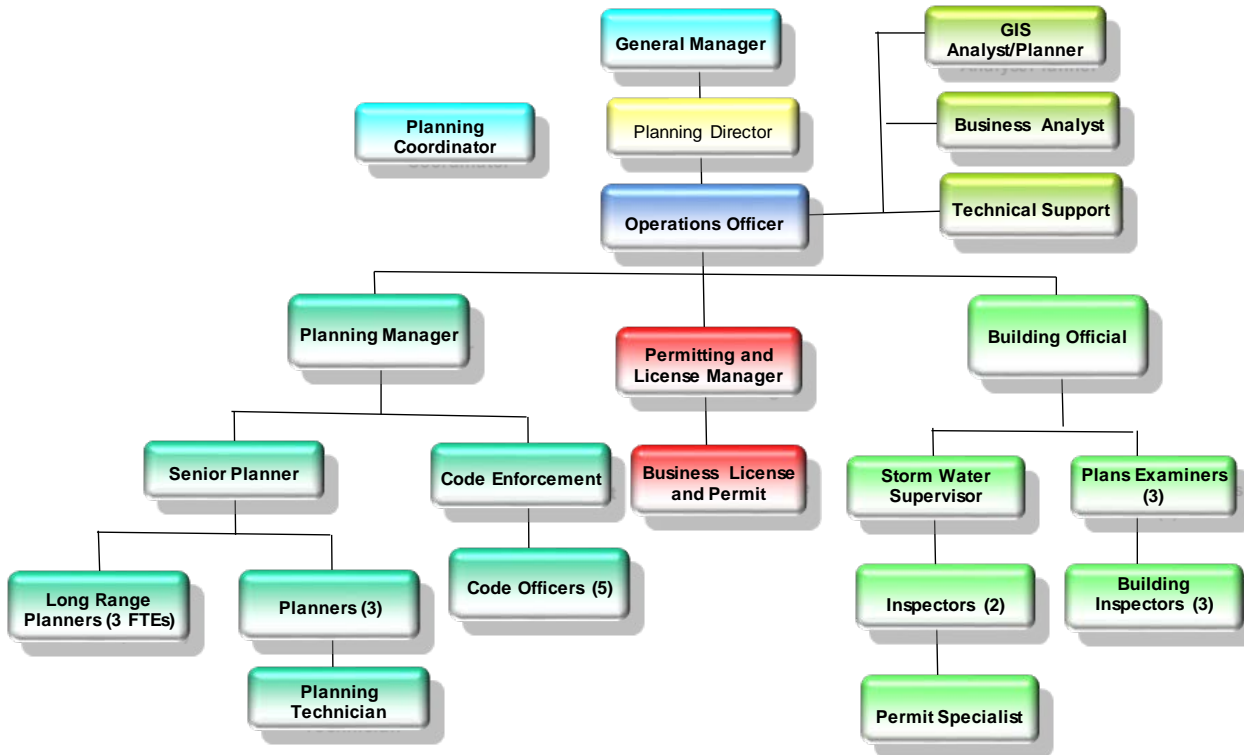 General Manager
GIS
Analyst/Planner
Planning
Coordinator
Planning Director
Business Analyst
Operations Officer
Technical Support
Planning Manager
Permitting and
License Manager
Building Official
Senior Planner
Code Enforcement
Business License
and Permit
Storm Water
Supervisor
Plans Examiners
(3)
Long Range
Planners (3 FTEs)
Planners (3)
Code Officers (5)
Inspectors (2)
Building
Inspectors (3)
Planning
Technician
Permit Specialist